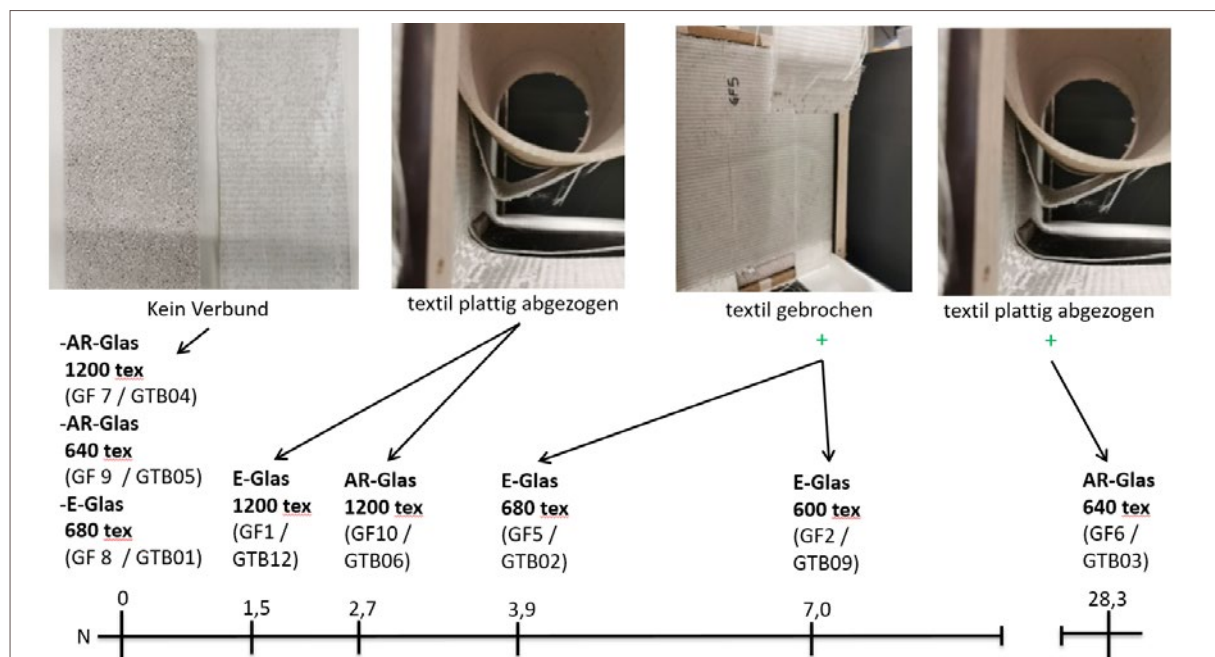 GF5
Kein Verbund
textil plattig abgezogen
textil gebrochen
textil plattig abgezogen
+
+
-AR-Glas
1200 tex
(GF 7 / GTB04)
-AR-Glas
640 tex
(GF 9 / GTB05)
-E-Glas
680 tex
(GF 8 / GTB01)
E-Glas
1200 tex
(GF1 /
GTB12)
AR-Glas
1200 tex
(GF10 /
GTB06)
E-Glas
680 tex
(GF5 /
GTB02)
E-Glas
600 tex
(GF2 /
GTB09)
AR-Glas
640 tex
(GF6 /
GTB03)
N
0
1,5
2,7
3,9
7,0
28,3